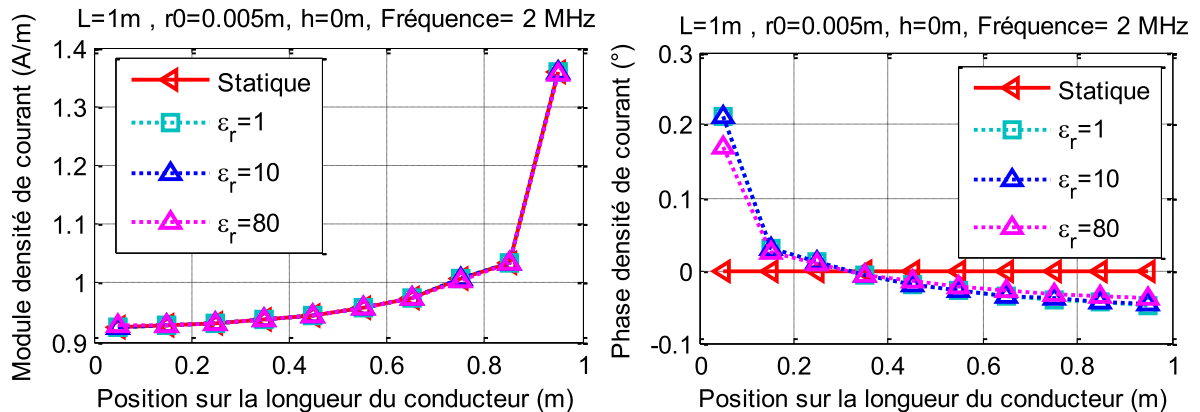 L=1m , r0=0.005m, h=0m, Fréquence= 2 MHz
Module densité de courant (A/m)
1.4
1.3
1.2
1.1
1
0.9
0
0.2
0.4
0.6
0.8
1
Statique
εr=1
εr=10
εr=80
Position sur la longueur du conducteur (m)
L=1m , r0=0.005m, h=0m, Fréquence= 2 MHz
Phase densité de courant (°)
0.3
0.2
0.1
0
-0.1
0
0.2
0.4
0.6
0.8
1
Statique
εr=1
εr=10
εr=80
Position sur la longueur du conducteur (m)